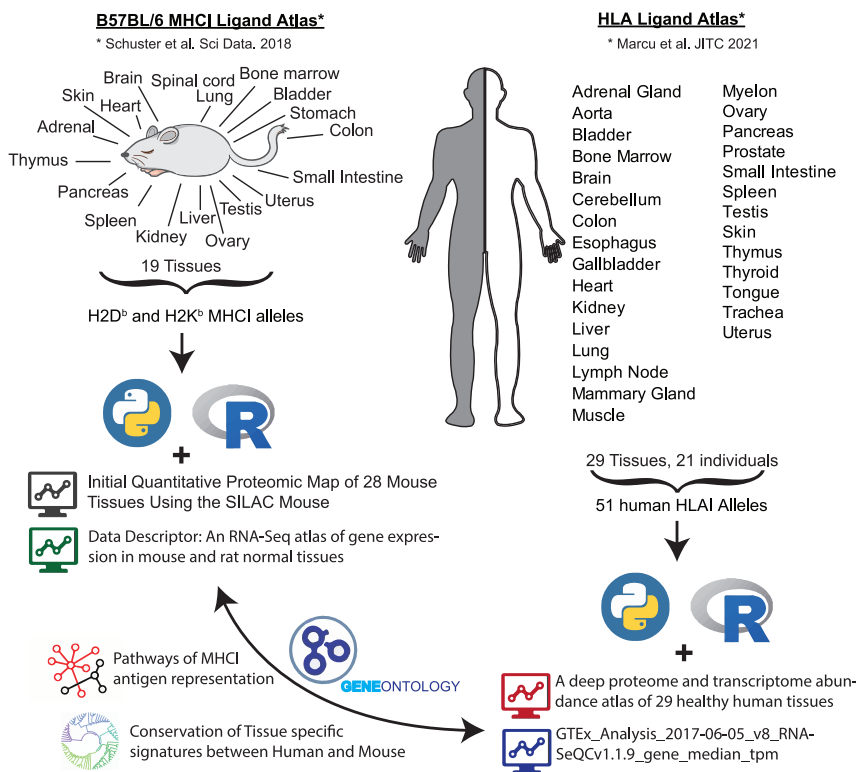 B57BL/6 MHCI Ligand Atlas*
* Schuster et al. Sci Data. 2018
Brain
Spinal cord
Bone marrow
Skin
Heart
Lung
Bladder
Adrenal
Stomach
Colon
Thymus
Pancreas
Small Intestine
Spleen
Liver
Testis
Uterus
Kidney
Ovary
19 Tissues
H2Dᵇ and H2Kᵇ MHCI alleles
R
+
Initial Quantitative Proteomic Map of 28 Mouse
Tissues Using the SILAC Mouse
Data Descriptor: An RNA-Seq atlas of gene expres-
sion in mouse and rat normal tissues
HLA Ligand Atlas*
* Marcu et al. JITC 2021
Adrenal Gland
Aorta
Bladder
Bone Marrow
Brain
Cerebellum
Colon
Esophagus
Gallbladder
Heart
Kidney
Liver
Lung
Lymph Node
Mammary Gland
Muscle
Myelon
Ovary
Pancreas
Prostate
Small Intestine
Spleen
Testis
Skin
Thymus
Thyroid
Tongue
Trachea
Uterus
29 Tissues, 21 individuals
51 human HLAI Alleles
R
+
A deep proteome and transcriptome abun-
dance atlas of 29 healthy human tissues
GTEx_Analysis_2017-06-05_v8_RNA-
SeQCv1.1.9_gene_median_tpm
Pathways of MHCI
antigen representation
GENEONTOLOGY
Conservation of Tissue specific
signatures between Human and Mouse